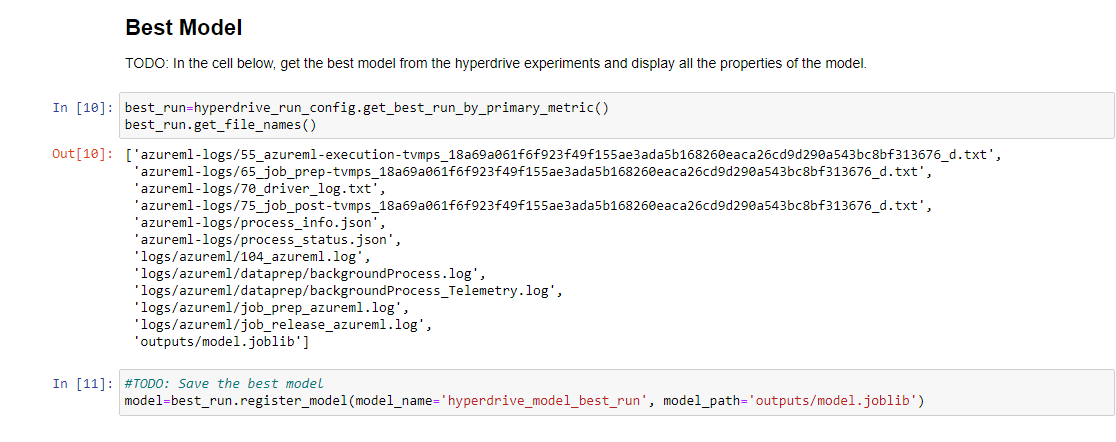 Best Model
TODO: In the cell below, get the best model from the hyperdrive experiments and display all the properties of the model.
In [10]: best_run=hyperdrive_run_config.get_best_run_by_primary_metric()
best_run.get_file_names()
Out[10]: ['azureml-logs/55_azureml-execution-tvmps_18a69a061f6f923f49f155ae3ada5b168260eaca26cd9d290a543bc8bf313676_d.txt',
'azureml-logs/65_job_prep-tvmps_18a69a061f6f923f49f155ae3ada5b168260eaca26cd9d290a543bc8bf313676_d.txt',
'azureml-logs/70_driver_log.txt',
'azureml-logs/75_job_post-tvmps_18a69a061f6f923f49f155ae3ada5b168260eaca26cd9d290a543bc8bf313676_d.txt',
'azureml-logs/process_info.json',
'azureml-logs/process_status.json',
'logs/azureml/104_azureml.log',
'logs/azureml/dataprep/backgroundProcess.log',
'logs/azureml/dataprep/backgroundProcess_Telemetry.log',
'logs/azureml/job_prep_azureml.log',
'logs/azureml/job_release_azureml.log',
'outputs/model.joblib']
In [11]: #TODO: Save the best model
model=best_run.register_model(model_name='hyperdrive_model_best_run', model_path='outputs/model.joblib')